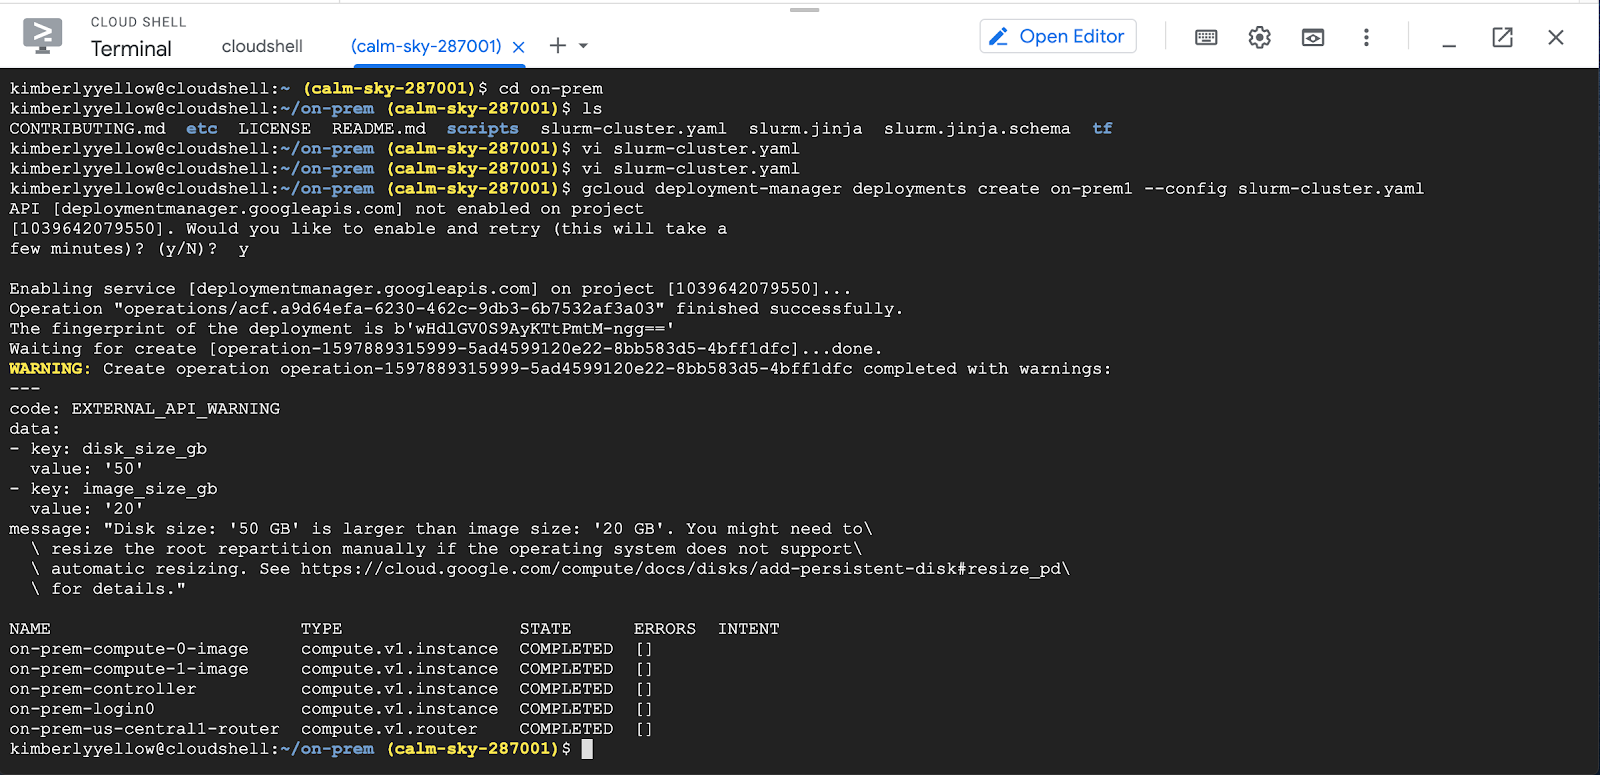 CLOUD SHELL
Terminal
cloudshell
(calm-sky-287001)
Open Editor
kimberlyyellow@cloudshell:~ (calm-sky-287001)$ cd on-prem
kimberlyyellow@cloudshell:~/on-prem (calm-sky-287001)$ ls
CONTRIBUTING.md  etc  LICENSE  README.md  scripts  slurm-cluster.yaml  slurm.jinja  slurm.jinja.schema  tf
kimberlyyellow@cloudshell:~/on-prem (calm-sky-287001)$ vi slurm-cluster.yaml
kimberlyyellow@cloudshell:~/on-prem (calm-sky-287001)$ vi slurm-cluster.yaml
kimberlyyellow@cloudshell:~/on-prem (calm-sky-287001)$ gcloud deployment-manager deployments create on-prem1 --config slurm-cluster.yaml
API [deploymentmanager.googleapis.com] not enabled on project
[1039642079550]. Would you like to enable and retry (this will take a
few minutes)? (y/N)?  y
Enabling service [deploymentmanager.googleapis.com] on project [1039642079550]...
Operation "operations/acf.a9d64efa-6230-462c-9db3-6b7532af3a03" finished successfully.
The fingerprint of the deployment is b'wHdlGV0S9AyKTtPmtM-ngg=='
Waiting for create [operation-1597889315999-5ad4599120e22-8bb583d5-4bff1dfc]...done.
WARNING: Create operation operation-1597889315999-5ad4599120e22-8bb583d5-4bff1dfc completed with warnings:
---
code: EXTERNAL_API_WARNING
data:
- key: disk_size_gb
  value: '50'
- key: image_size_gb
  value: '20'
message: "Disk size: '50 GB' is larger than image size: '20 GB'. You might need to\
  \ resize the root repartition manually if the operating system does not support\
  \ automatic resizing. See https://cloud.google.com/compute/docs/disks/add-persistent-disk#resize_pd\
  \ for details."
NAME                         TYPE                 STATE      ERRORS  INTENT
on-prem-compute-0-image      compute.v1.instance  COMPLETED  []
on-prem-compute-1-image      compute.v1.instance  COMPLETED  []
on-prem-controller           compute.v1.instance  COMPLETED  []
on-prem-login0               compute.v1.instance  COMPLETED  []
on-prem-us-central1-router   compute.v1.router    COMPLETED  []
kimberlyyellow@cloudshell:~/on-prem (calm-sky-287001)$